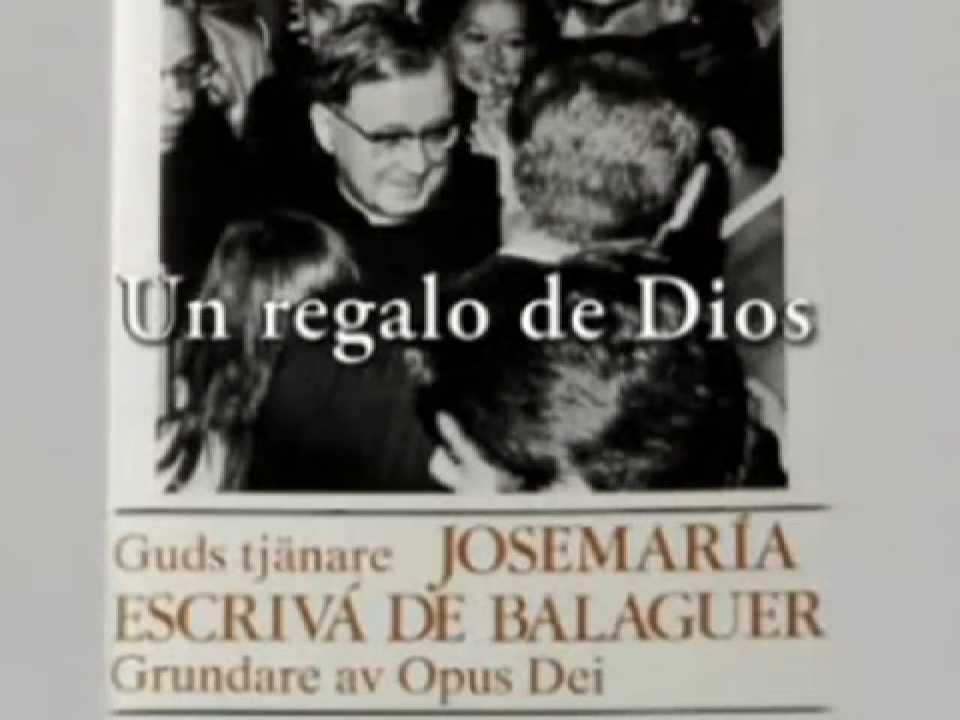 Un regalo de Dios
Guds tjänare JOSEMARÍA
ESCRIVÁ DE BALAGUER
Grundare av Opus Dei